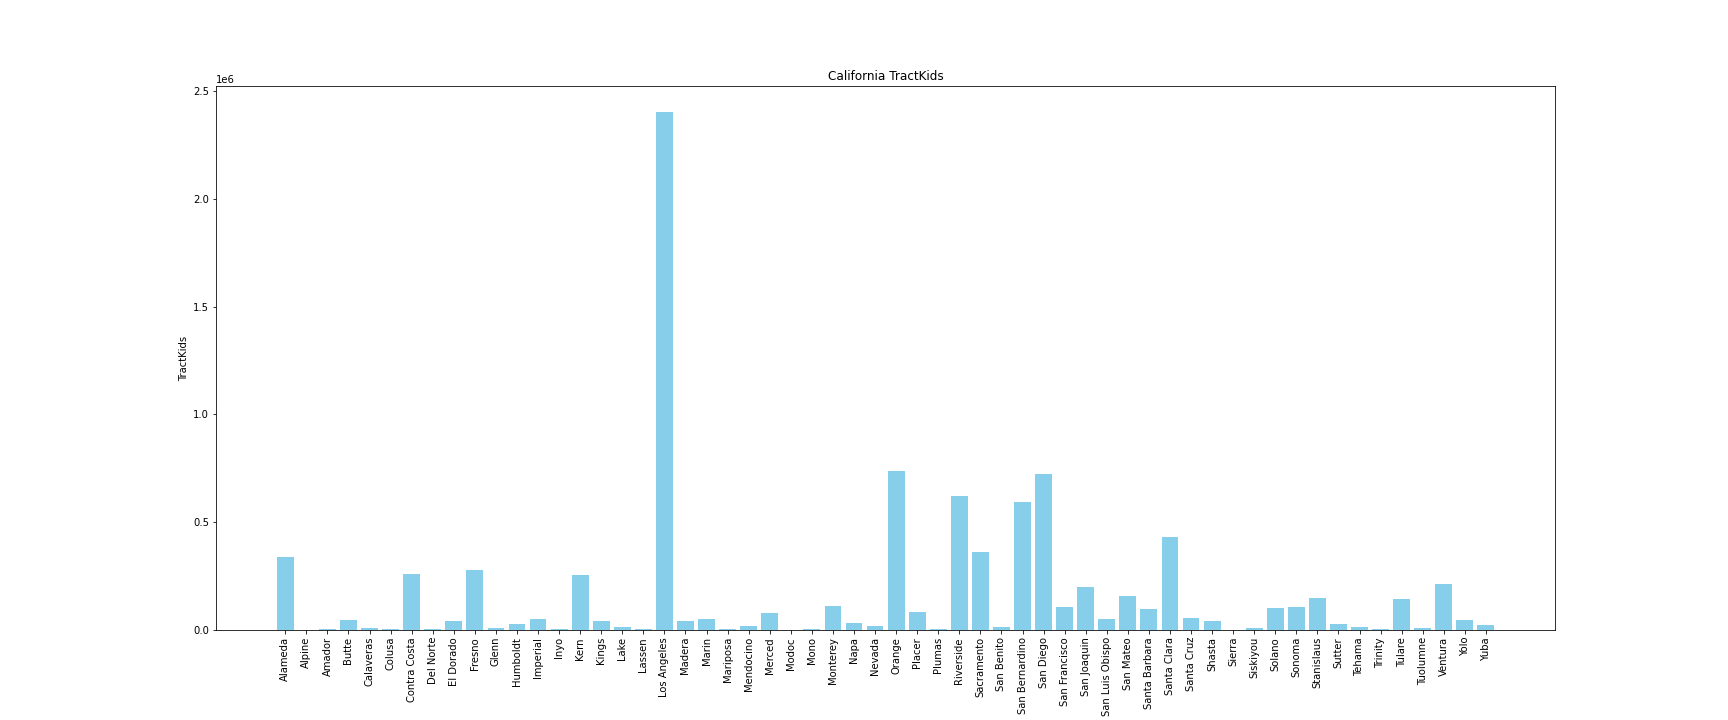 California TractKids
1e6
2.5
2.0
1.5
1.0
0.5
0.0
TractKids
Alameda
Alpine
Amador
Butte
Calaveras
Colusa
Contra Costa
Del Norte
El Dorado
Fresno
Glenn
Humboldt
Imperial
Inyo
Kern
Kings
Lake
Lassen
Los Angeles
Madera
Marin
Mariposa
Mendocino
Merced
Modoc
Mono
Monterey
Napa
Nevada
Orange
Placer
Plumas
Riverside
Sacramento
San Benito
San Bernardino
San Diego
San Francisco
San Joaquin
San Luis Obispo
San Mateo
Santa Barbara
Santa Clara
Santa Cruz
Shasta
Sierra
Siskiyou
Solano
Sonoma
Stanislaus
Sutter
Tehama
Trinity
Tulare
Tuolumne
Ventura
Yolo
Yuba